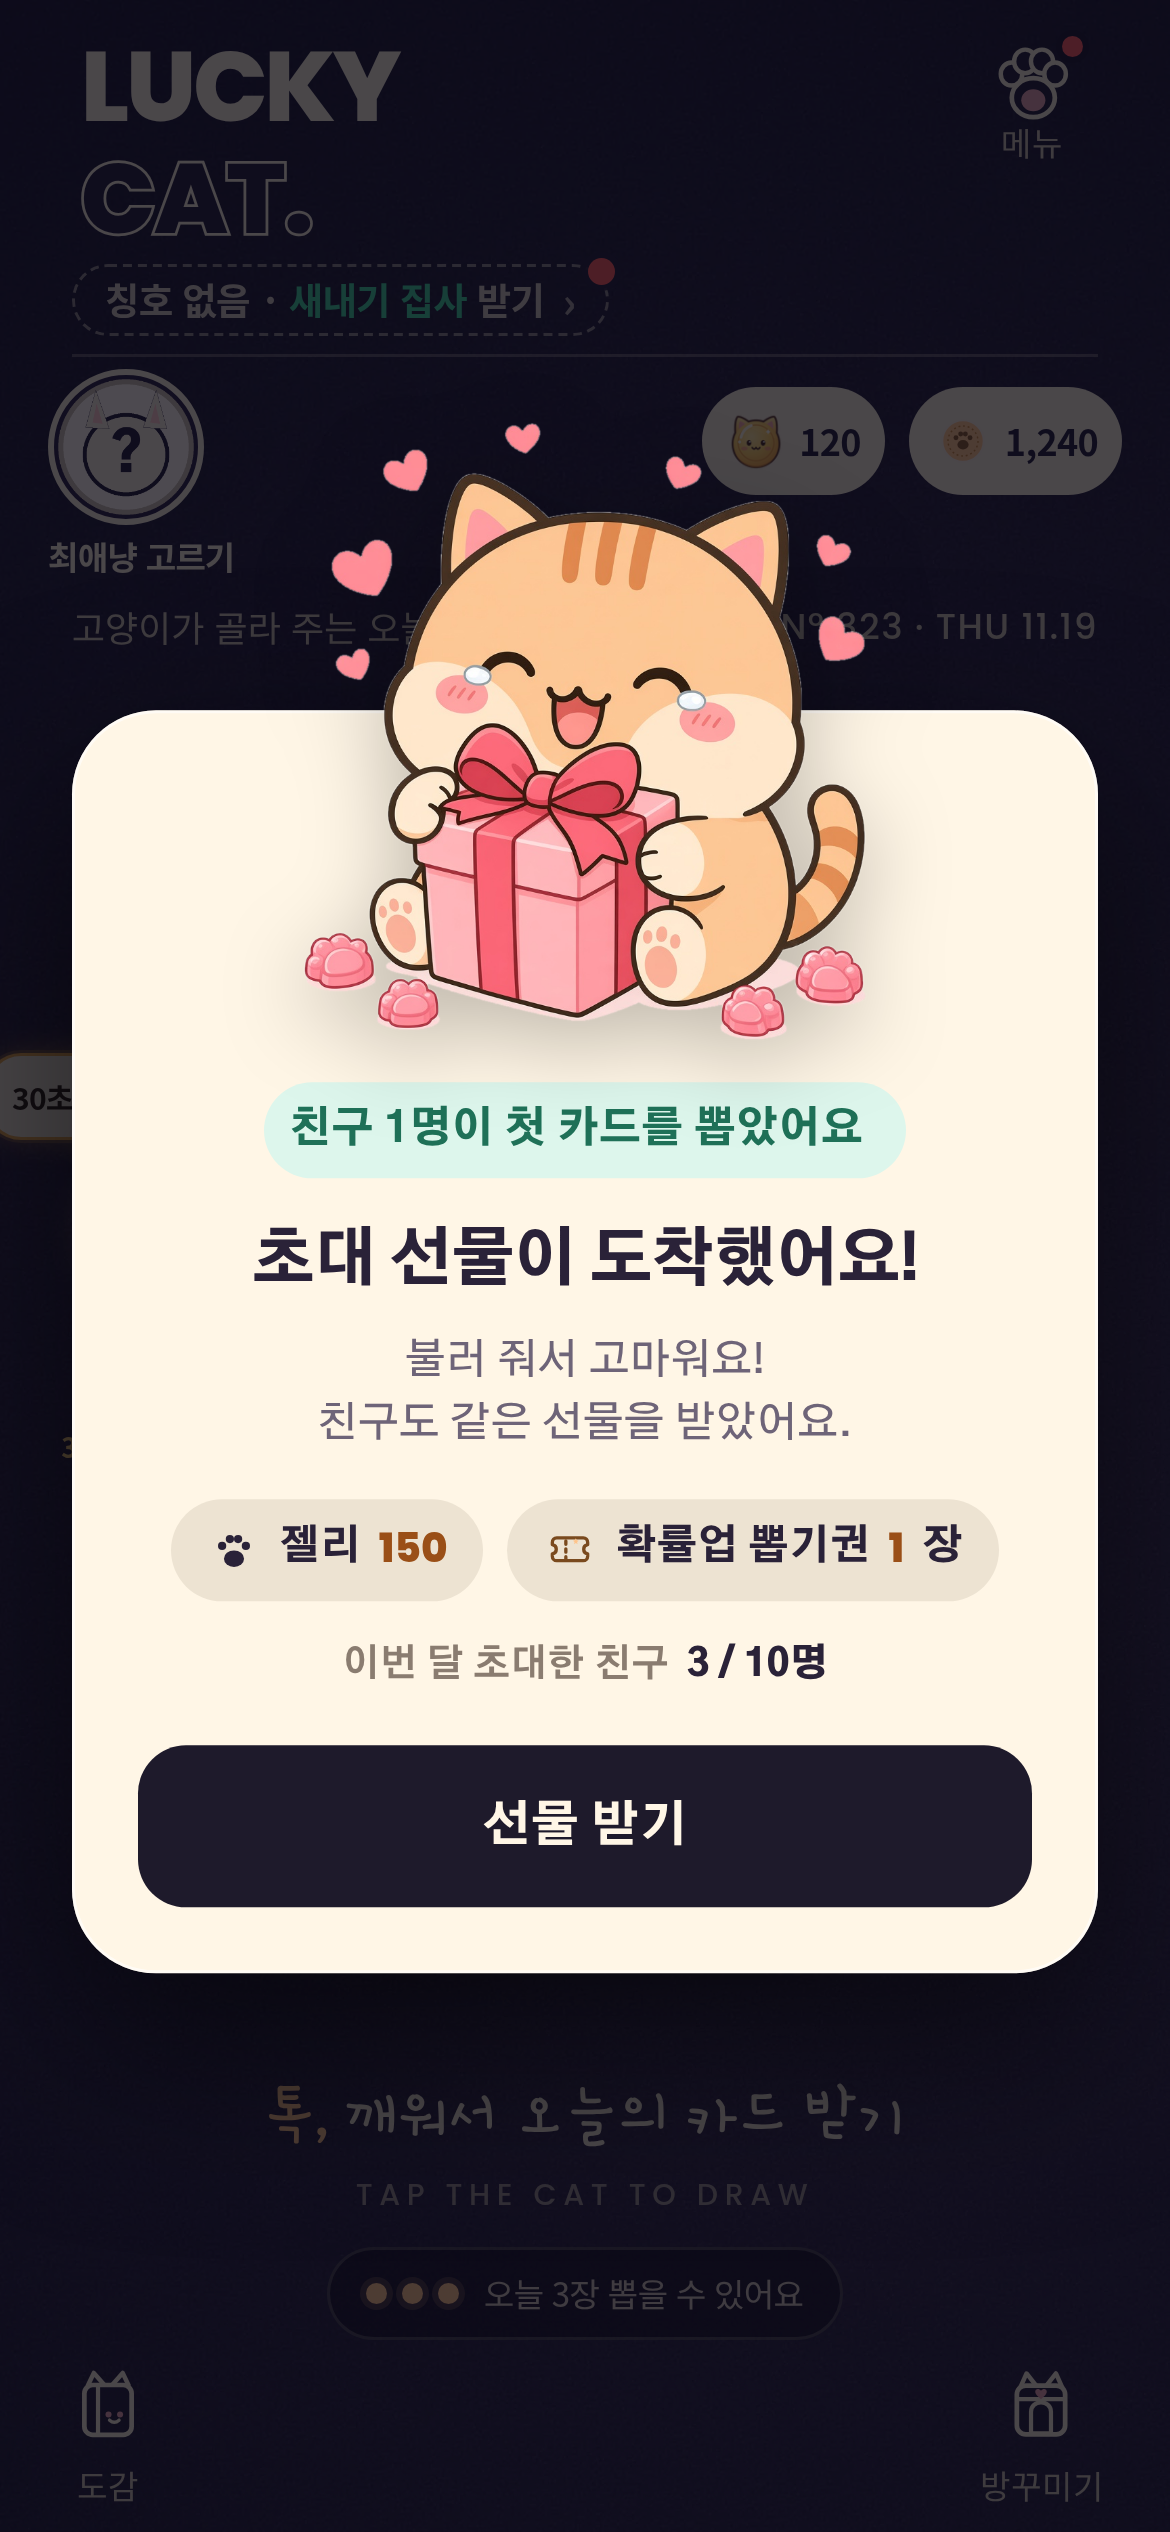 LUCKY
CAT.
메뉴
칭호 없음 · 새내기 집사 받기 ›
?
120
1,240
최애냥 고르기
고양이가 골라 주는
323 · THU 11.19
30초
친구 1명이 첫 카드를 뽑았어요
초대 선물이 도착했어요!
불러 줘서 고마워요!
친구도 같은 선물을 받았어요.
젤리 150
확률업 뽑기권 1 장
이번 달 초대한 친구 3 / 10명
선물 받기
톡, 깨워서 오늘의 카드 받기
TAP THE CAT TO DRAW
오늘 3장 뽑을 수 있어요
도감
방꾸미기